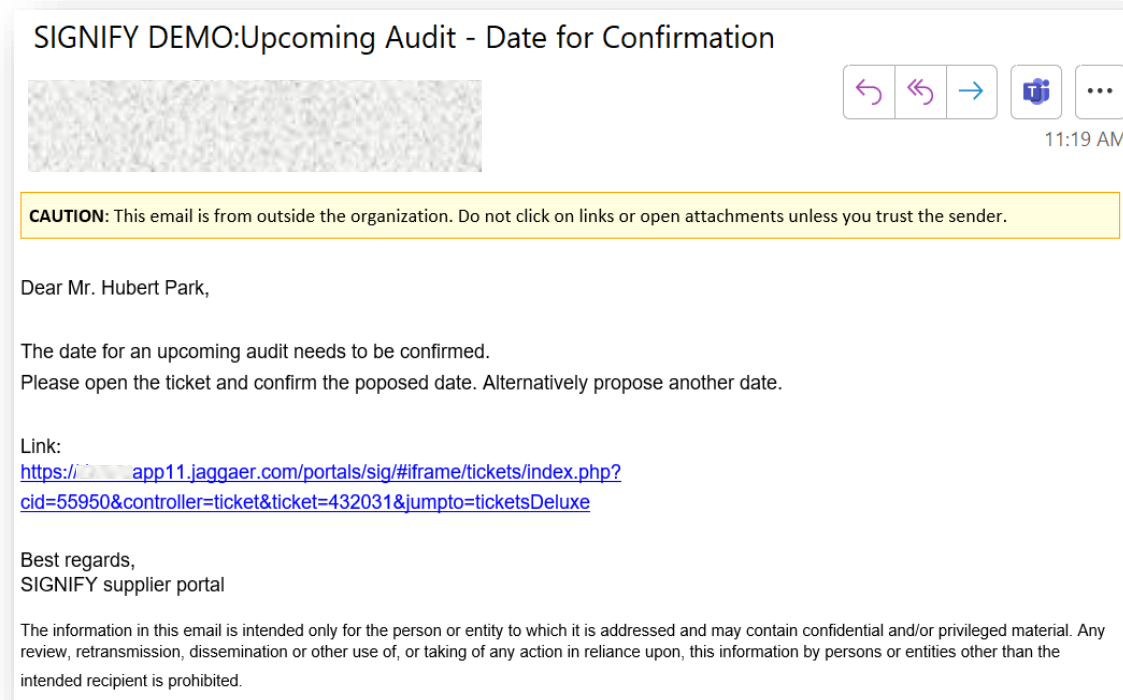 SIGNIFY DEMO:Upcoming Audit - Date for Confirmation
11:19 AM
CAUTION: This email is from outside the organization. Do not click on links or open attachments unless you trust the sender.
Dear Mr. Hubert Park,
The date for an upcoming audit needs to be confirmed.
Please open the ticket and confirm the poposed date. Alternatively propose another date.
Link:
https:// app11.jaggaer.com/portals/sig/#iframe/tickets/index.php?
cid=55950&controller=ticket&ticket=432031&jumpto=ticketsDeluxe
Best regards,
SIGNIFY supplier portal
The information in this email is intended only for the person or entity to which it is addressed and may contain confidential and/or privileged material. Any
review, retransmission, dissemination or other use of, or taking of any action in reliance upon, this information by persons or entities other than the
intended recipient is prohibited.